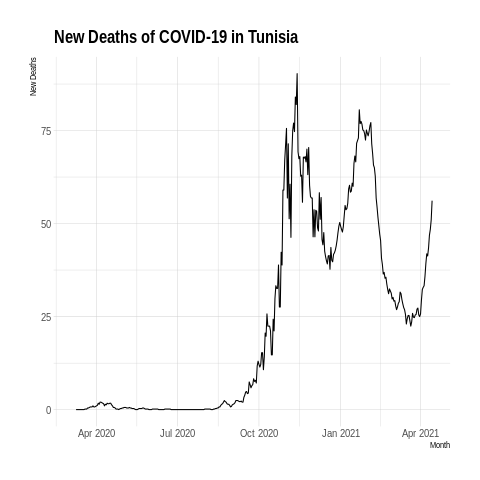 New Deaths of COVID-19 in Tunisia
New Deaths
75
50
25
0
Apr 2020 Jul 2020 Oct 2020 Jan 2021 Apr 2021
Month